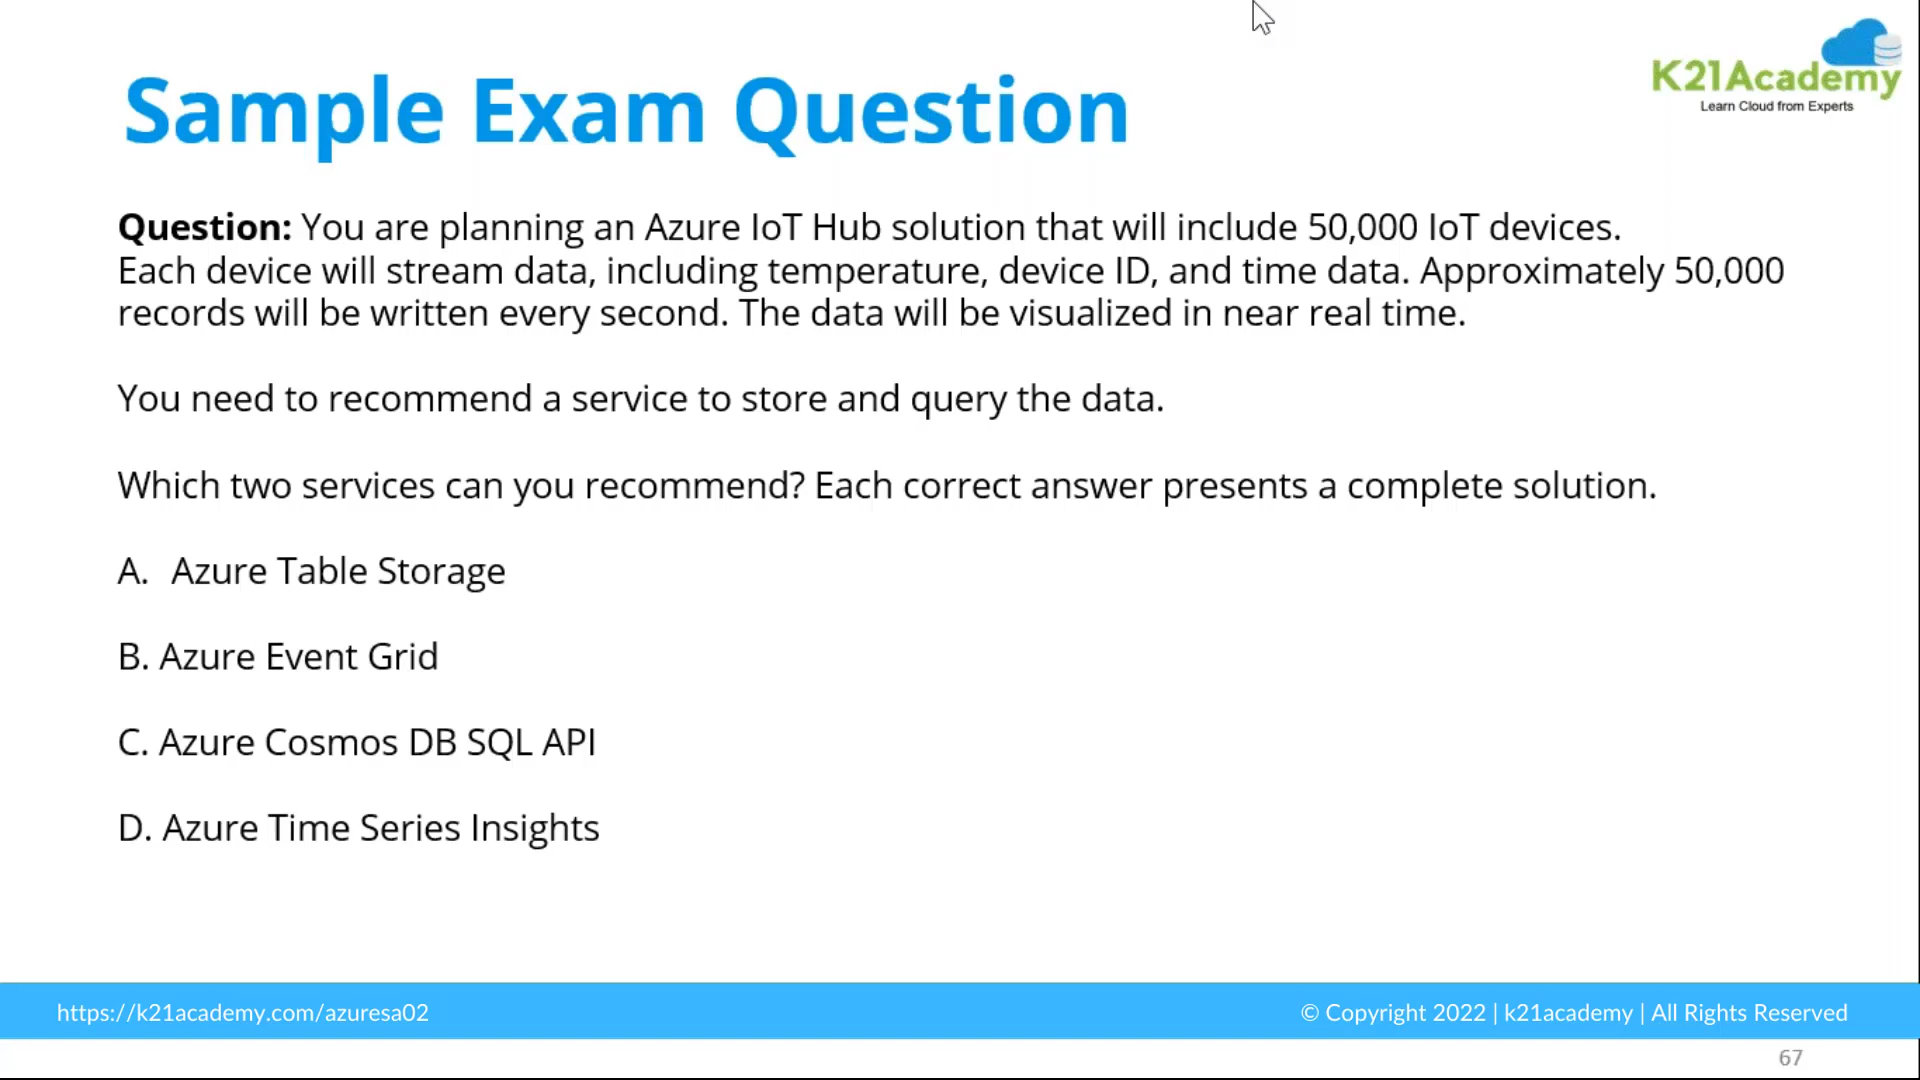 K21Academy
Learn Cloud from Experts
Sample Exam Question
Question: You are planning an Azure IoT Hub solution that will include 50,000 IoT devices.
Each device will stream data, including temperature, device ID, and time data. Approximately 50,000
records will be written every second. The data will be visualized in near real time.
You need to recommend a service to store and query the data.
Which two services can you recommend? Each correct answer presents a complete solution.
A. Azure Table Storage
B. Azure Event Grid
C. Azure Cosmos DB SQL API
D. Azure Time Series Insights
https://k21academy.com/azuresa02
© Copyright 2022 | k21academy | All Rights Reserved
67